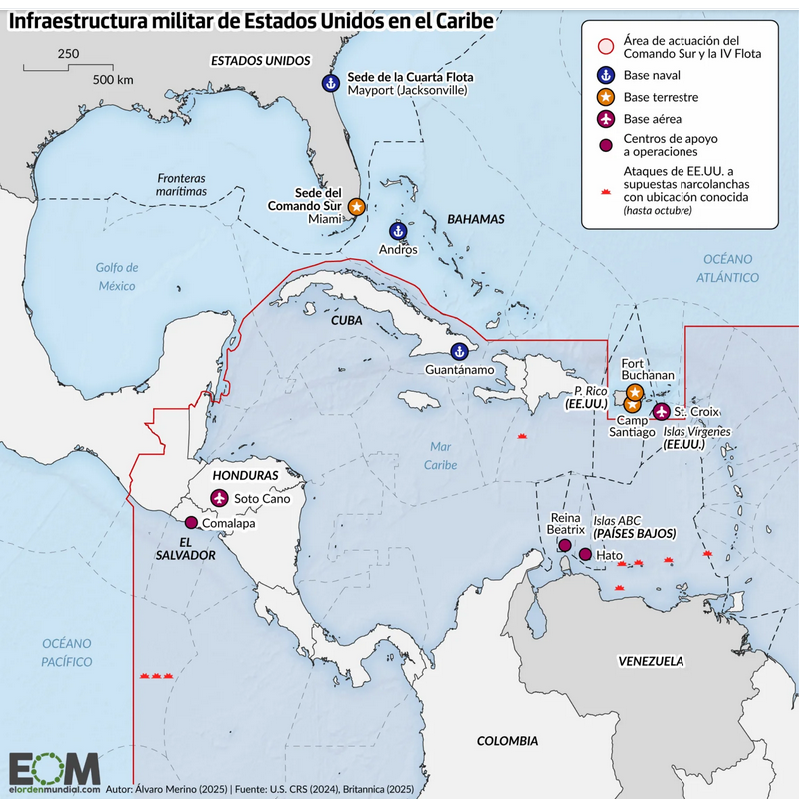 Infraestructura militar de Estados Unidos en el Caribe
250
500 km
ESTADOS UNIDOS
Sede de la Cuarta Flota
Mayport (Jacksonville)
Área de actuación del
Comando Sur y la IV Flota
Base naval
Base terrestre
Base aérea
Centros de apoyo
a operaciones
Ataques de EE.UU. a
supuestas narcolanchas
con ubicación conocida
(hasta octubre)
Fronteras
marítimas
Sede del
Comando Sur
Miami
BAHAMAS
Andros
Golfo de
México
OCÉANO
ATLÁNTICO
CUBA
Guantánamo
Fort
Buchanan
P. Rico
(EE.UU.)
Camp
Santiago
St. Croix
Islas Vírgenes
(EE.UU.)
Mar
Caribe
HONDURAS
Soto Cano
Comalapa
EL
SALVADOR
Reina
Beatrix
Islas ABC
(PAÍSES BAJOS)
Hato
OCÉANO
PACÍFICO
VENEZUELA
COLOMBIA
EOM
elordenmundial.com
Autor: Álvaro Merino (2025) | Fuente: U.S. CRS (2024), Britannica (2025)